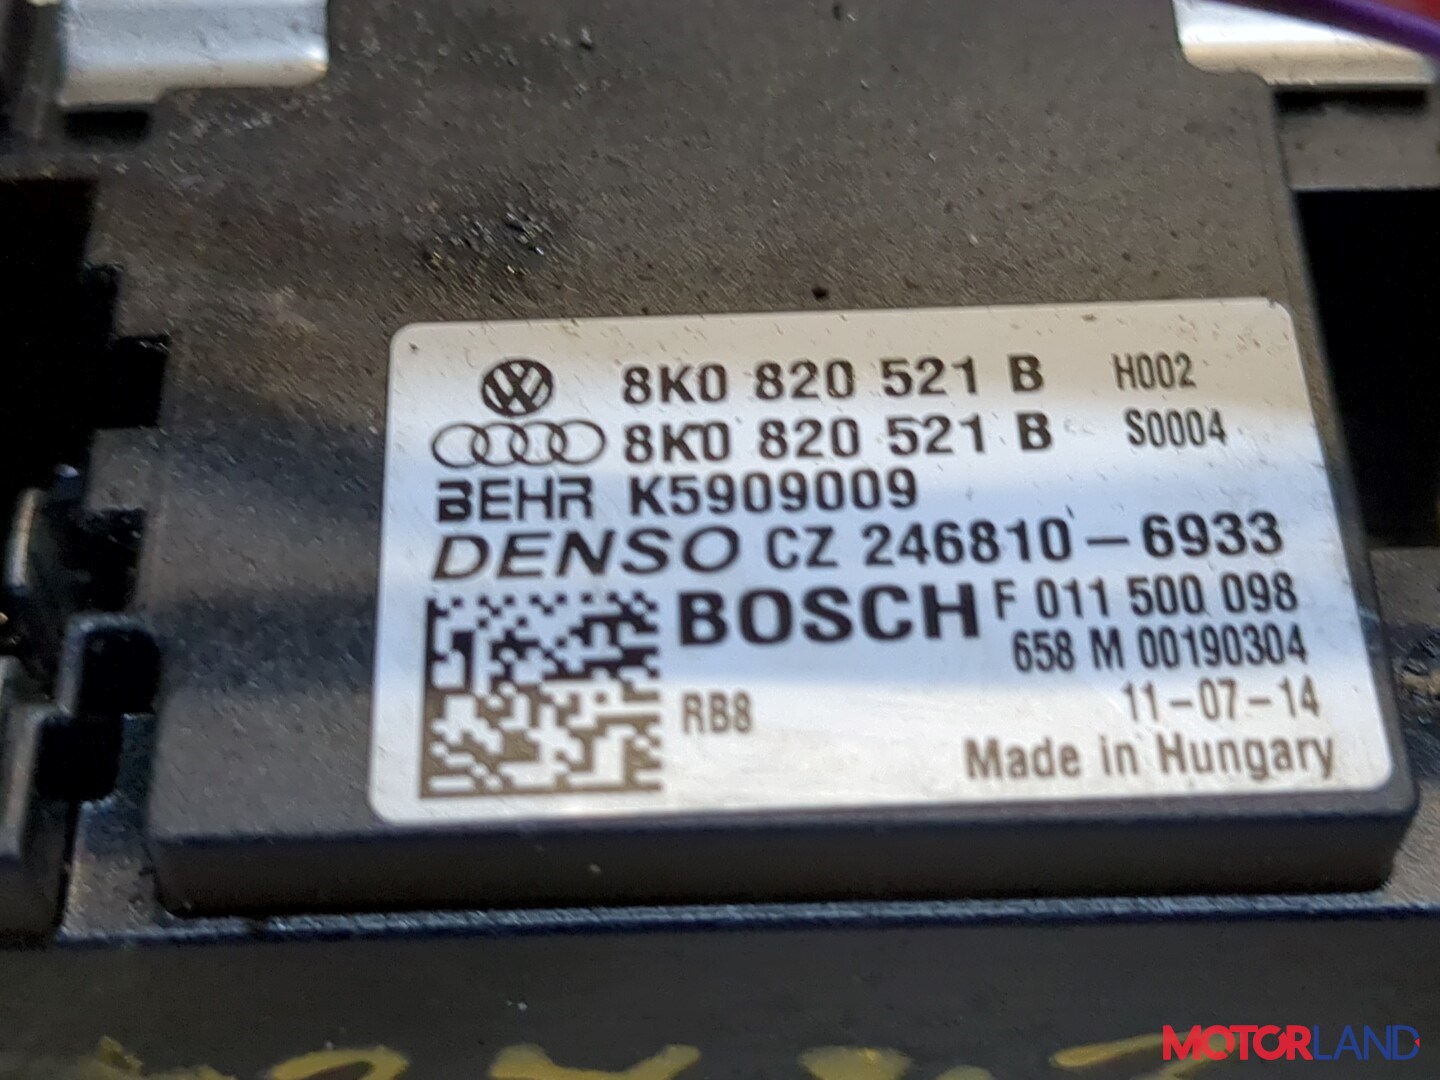 8K0 820 521 B H002
8K0 820 521 B S0004
BEHR K5909009
DENSO CZ 246810-6933
BOSCH F 011 500 098
658 M 00190304
RB8 11-07-14
Made in Hungary
MOTORLAND